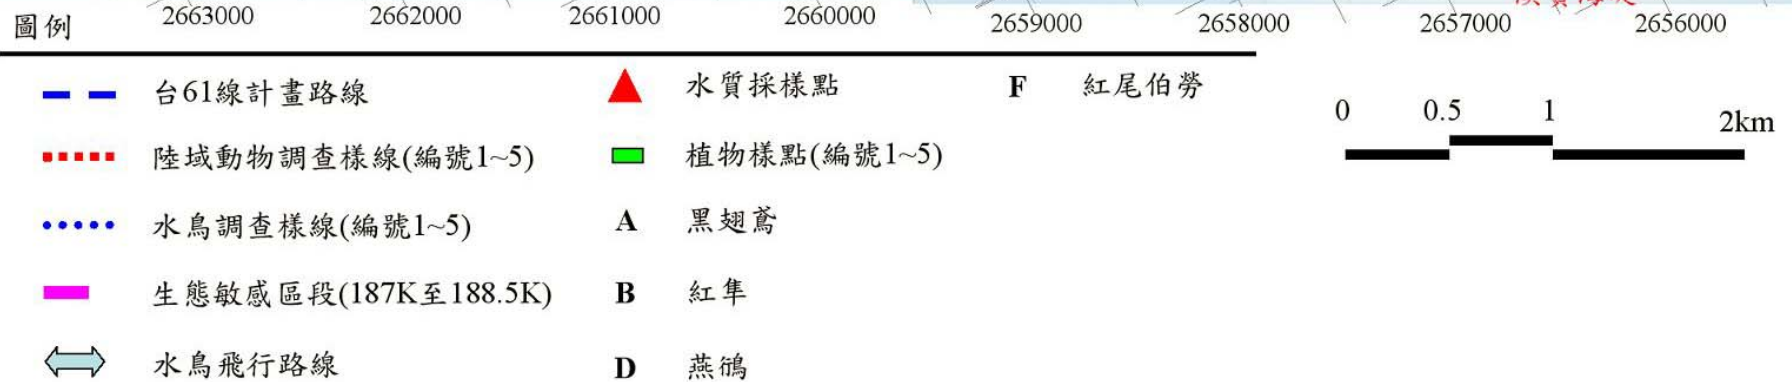 2663000 2662000 2661000 2660000 2659000 2658000 2657000 2656000
圖例
台61線計畫路線
陸域動物調查樣線(編號1~5)
水鳥調查樣線(編號1~5)
生態敏感區段(187K至188.5K)
水鳥飛行路線
水質採樣點
植物樣點(編號1~5)
A 黑翅鳶
B 紅隼
D 燕鴴
F 紅尾伯勞
0 0.5 1 2km